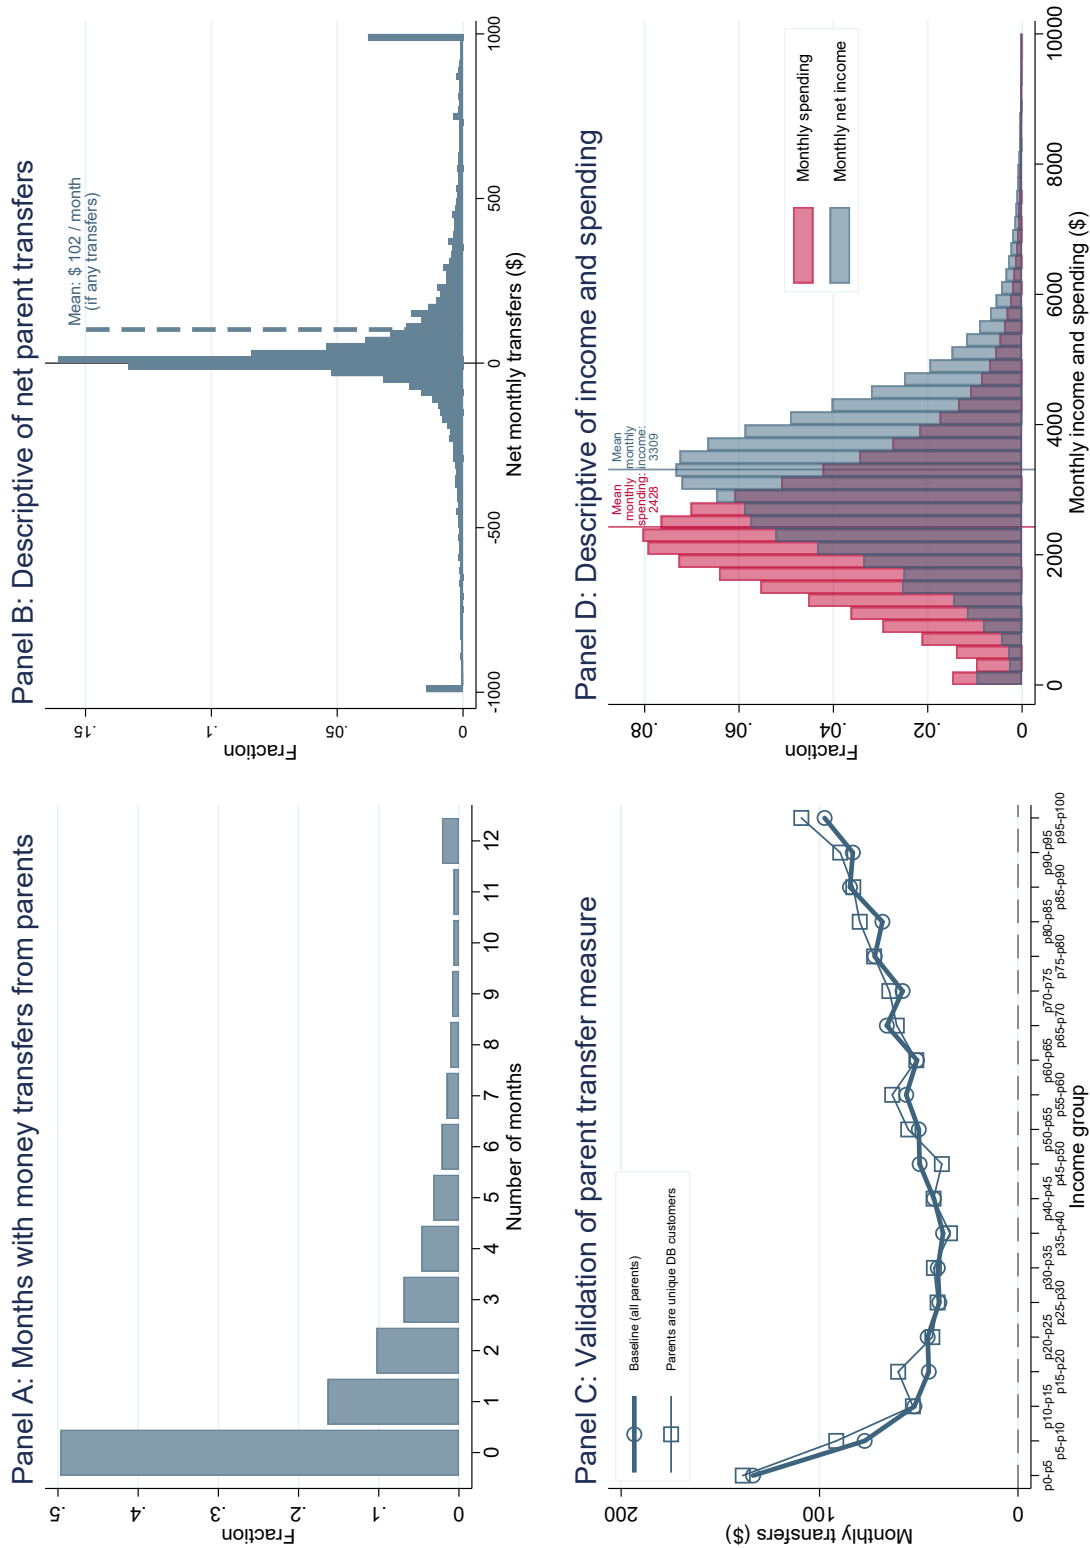 Panel A: Months with money transfers from parents
Fraction
.5
.4
.3
.2
.1
0
0 1 2 3 4 5 6 7 8 9 10 11 12
Number of months
Panel B: Descriptive of net parent transfers
Fraction
.15
.1
.05
0
Mean: $ 102 / month
(if any transfers)
-1000 -500 0 500 1000
Net monthly transfers ($)
Panel C: Validation of parent transfer measure
Monthly transfers ($)
200
100
0
Baseline (all parents)
Parents are unique DB customers
p0-p5 p5-p10 p10-p15 p15-p20 p20-p25 p25-p30 p30-p35 p35-p40 p40-p45 p45-p50 p50-p55 p55-p60 p60-p65 p65-p70 p70-p75 p75-p80 p80-p85 p85-p90 p90-p95 p95-p100
Income group
Panel D: Descriptive of income and spending
Fraction
.08
.06
.04
.02
0
Mean
monthly
spending:
2428
Mean
monthly
income:
3309
Monthly spending
Monthly net income
0 2000 4000 6000 8000 10000
Monthly income and spending ($)